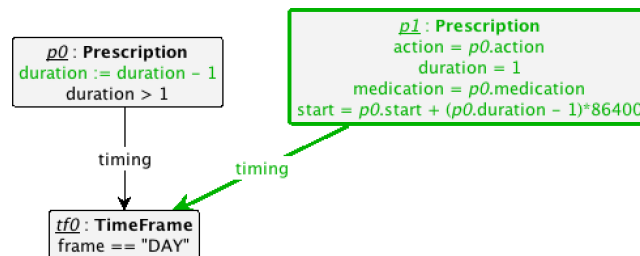 p0 : Prescription
duration := duration − 1
duration > 1
p1 : Prescription
action = p0.action
duration = 1
medication = p0.medication
start = p0.start + (p0.duration − 1)*86400
timing
timing
tf0 : TimeFrame
frame == "DAY"